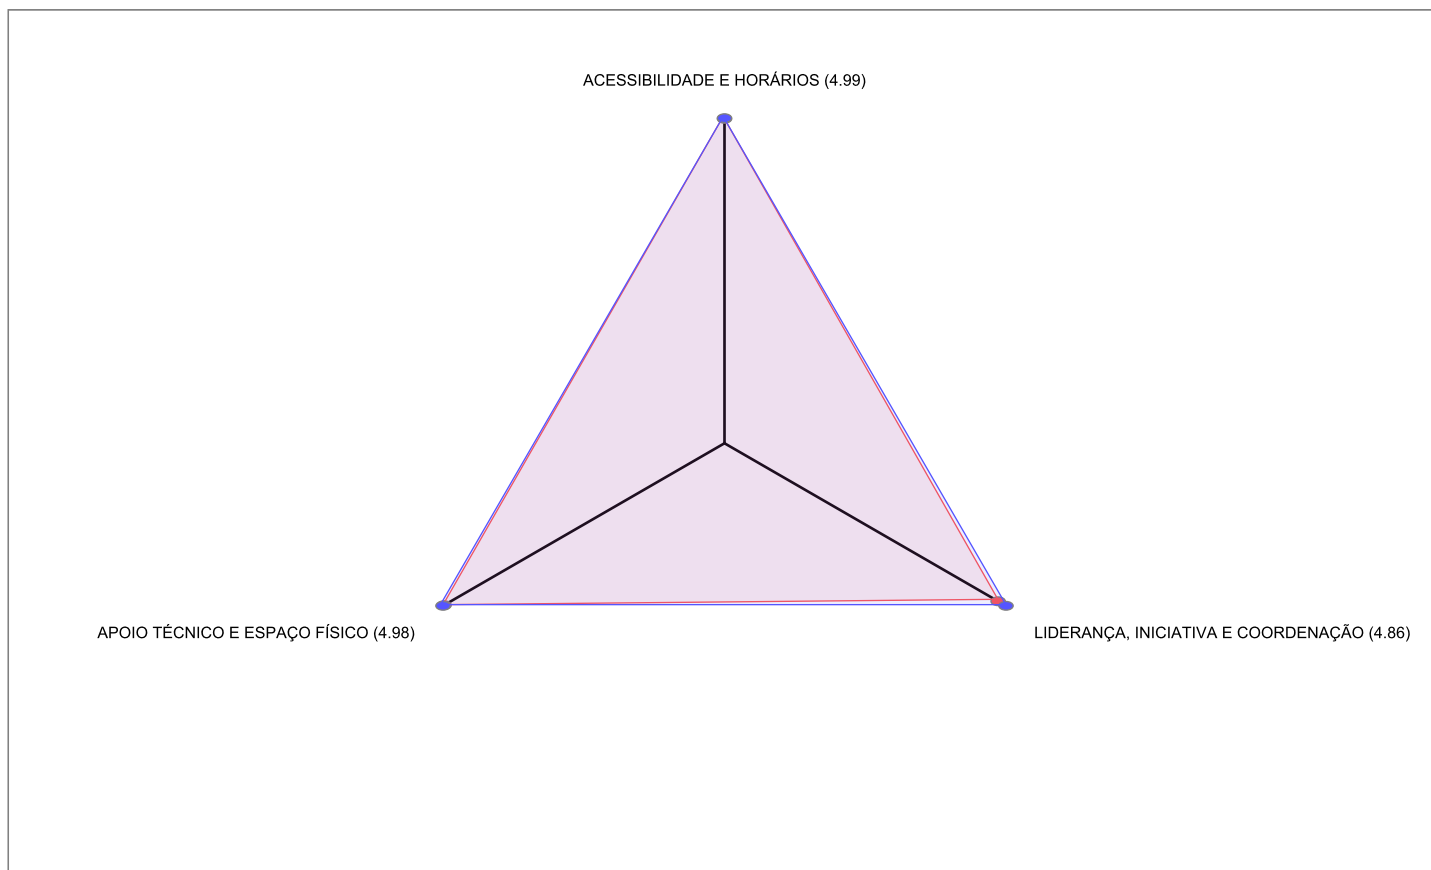 ACESSIBILIDADE E HORÁRIOS (4.99)
APOIO TÉCNICO E ESPAÇO FÍSICO (4.98)
LIDERANÇA, INICIATIVA E COORDENAÇÃO (4.86)